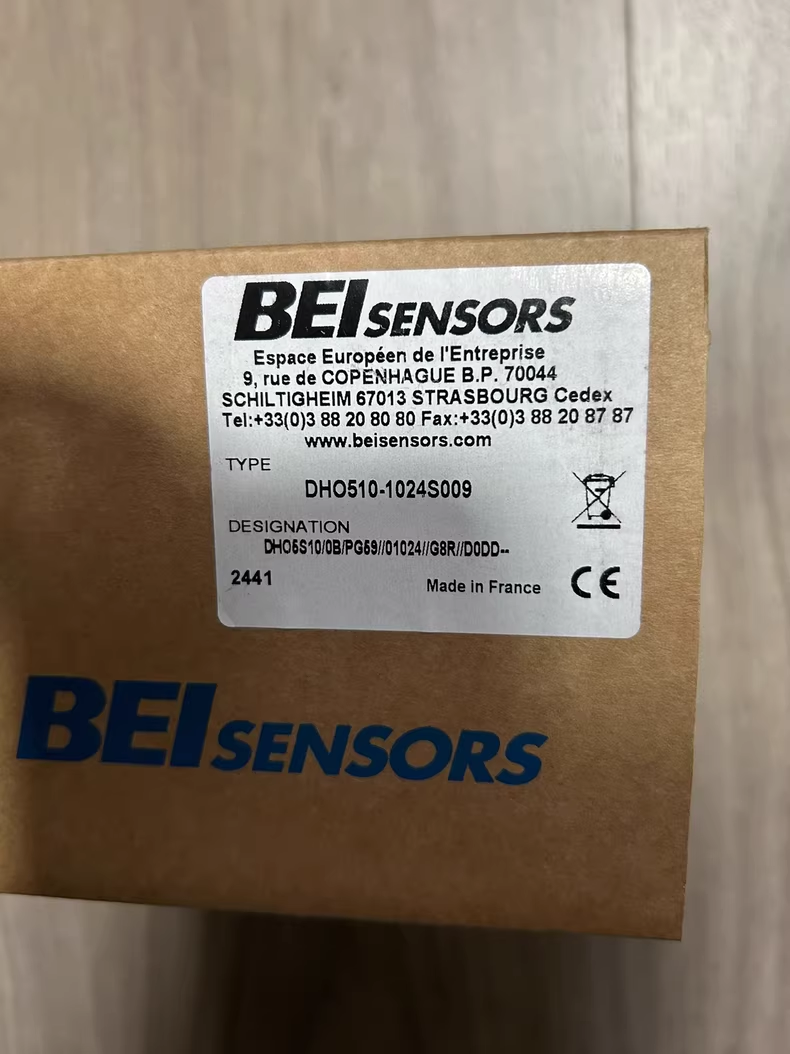 BEI SENSORS
Espace Européen de l'Entreprise
9, rue de COPENHAGUE B.P. 70044
SCHILTIGHEIM 67013 STRASBOURG Cedex
Tel:+33(0)3 88 20 80 80 Fax:+33(0)3 88 20 87 87
www.beisensors.com
TYPE
DHO510-1024S009
DESIGNATION
DHO5S10/0B/PG59//01024//G8R//D0DD--
2441
Made in France
CE
BEI SENSORS